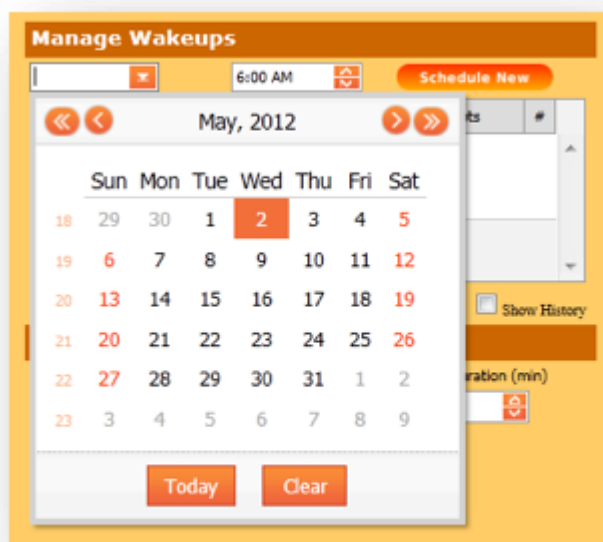 Manage Wakeups
6:00 AM
Schedule New
May, 2012
#
Sun Mon Tue Wed Thu Fri Sat
18 29 30 1 2 3 4 5
19 6 7 8 9 10 11 12
20 13 14 15 16 17 18 19
Show History
21 20 21 22 23 24 25 26
22 27 28 29 30 31 1 2
(min)
23 3 4 5 6 7 8 9
Today Clear